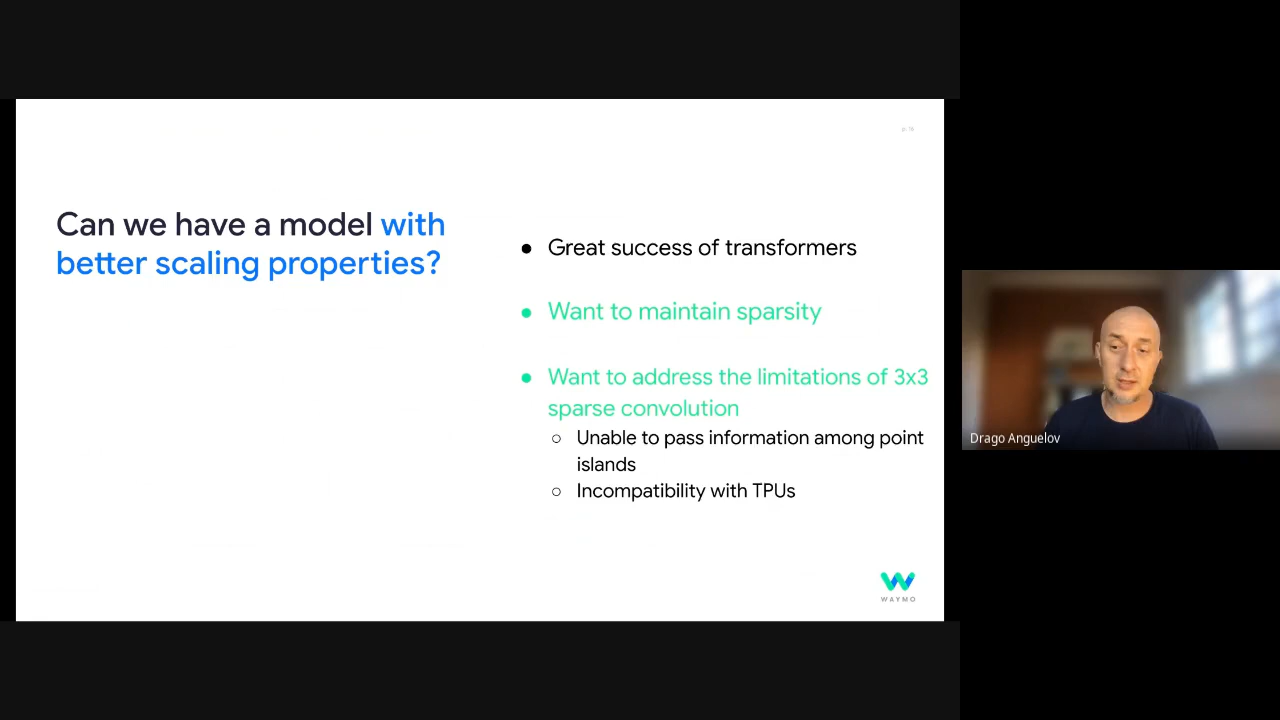 p. 16
Can we have a model with
better scaling properties?
● Great success of transformers
● Want to maintain sparsity
● Want to address the limitations of 3x3
sparse convolution
○ Unable to pass information among point
islands
○ Incompatibility with TPUs
WAYMO
Drago Anguelov